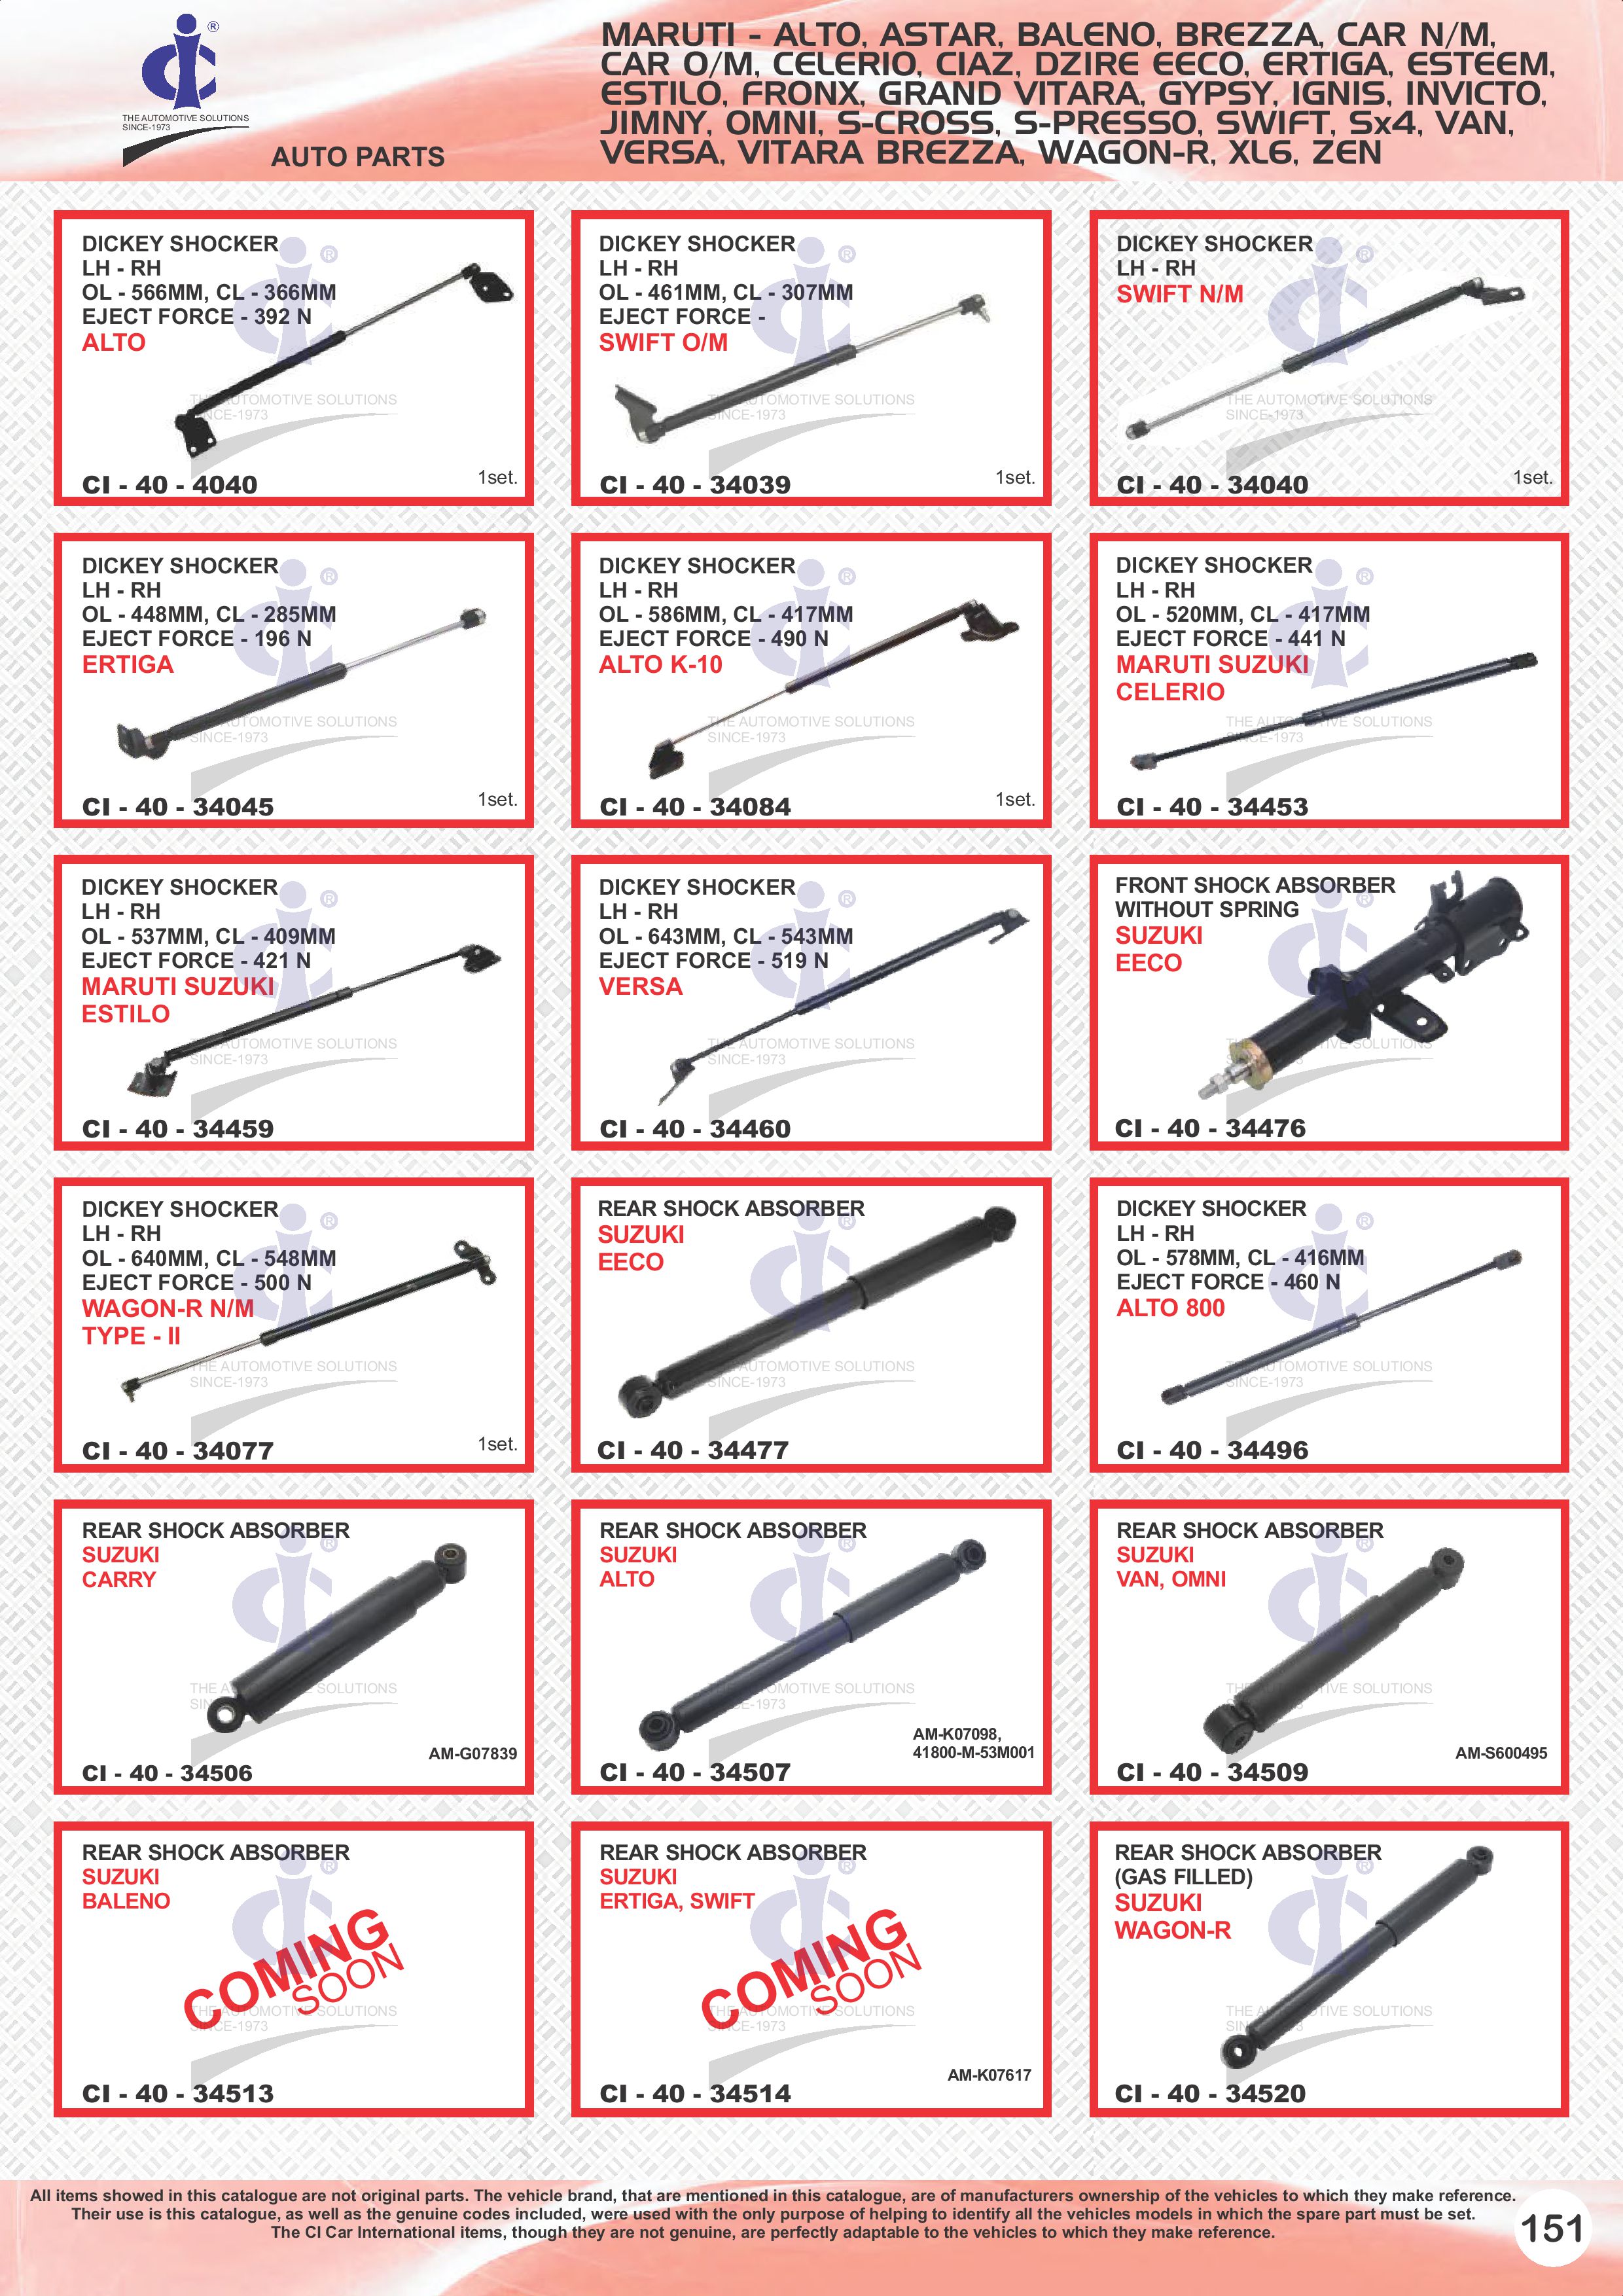 ®
THE AUTOMOTIVE SOLUTIONS
SINCE-1973
AUTO PARTS
MARUTI - ALTO, ASTAR, BALENO, BREZZA, CAR N/M,
CAR O/M, CELERIO, CIAZ, DZIRE EECO, ERTIGA, ESTEEM,
ESTILO, FRONX, GRAND VITARA, GYPSY, IGNIS, INVICTO,
JIMNY, OMNI, S-CROSS, S-PRESSO, SWIFT, Sx4, VAN,
VERSA, VITARA BREZZA, WAGON-R, XL6, ZEN
DICKEY SHOCKER
LH - RH
OL - 566MM, CL - 366MM
EJECT FORCE - 392 N
ALTO
CI - 40 - 4040
1set.
DICKEY SHOCKER
LH - RH
OL - 461MM, CL - 307MM
EJECT FORCE -
SWIFT O/M
CI - 40 - 34039
1set.
DICKEY SHOCKER
LH - RH
SWIFT N/M
CI - 40 - 34040
1set.
DICKEY SHOCKER
LH - RH
OL - 448MM, CL - 285MM
EJECT FORCE - 196 N
ERTIGA
CI - 40 - 34045
1set.
DICKEY SHOCKER
LH - RH
OL - 586MM, CL - 417MM
EJECT FORCE - 490 N
ALTO K-10
CI - 40 - 34084
1set.
DICKEY SHOCKER
LH - RH
OL - 520MM, CL - 417MM
EJECT FORCE - 441 N
MARUTI SUZUKI
CELERIO
CI - 40 - 34453
DICKEY SHOCKER
LH - RH
OL - 537MM, CL - 409MM
EJECT FORCE - 421 N
MARUTI SUZUKI
ESTILO
CI - 40 - 34459
DICKEY SHOCKER
LH - RH
OL - 643MM, CL - 543MM
EJECT FORCE - 519 N
VERSA
CI - 40 - 34460
FRONT SHOCK ABSORBER
WITHOUT SPRING
SUZUKI
EECO
CI - 40 - 34476
DICKEY SHOCKER
LH - RH
OL - 640MM, CL - 548MM
EJECT FORCE - 500 N
WAGON-R N/M
TYPE - II
CI - 40 - 34077
1set.
REAR SHOCK ABSORBER
SUZUKI
EECO
CI - 40 - 34477
DICKEY SHOCKER
LH - RH
OL - 578MM, CL - 416MM
EJECT FORCE - 460 N
ALTO 800
CI - 40 - 34496
REAR SHOCK ABSORBER
SUZUKI
CARRY
AM-G07839
CI - 40 - 34506
REAR SHOCK ABSORBER
SUZUKI
ALTO
AM-K07098,
41800-M-53M001
CI - 40 - 34507
REAR SHOCK ABSORBER
SUZUKI
VAN, OMNI
AM-S600495
CI - 40 - 34509
REAR SHOCK ABSORBER
SUZUKI
BALENO
COMING
SOON
CI - 40 - 34513
REAR SHOCK ABSORBER
SUZUKI
ERTIGA, SWIFT
COMING
SOON
AM-K07617
CI - 40 - 34514
REAR SHOCK ABSORBER
(GAS FILLED)
SUZUKI
WAGON-R
CI - 40 - 34520
All items showed in this catalogue are not original parts. The vehicle brand, that are mentioned in this catalogue, are of manufacturers ownership of the vehicles to which they make reference.
Their use is this catalogue, as well as the genuine codes included, were used with the only purpose of helping to identify all the vehicles models in which the spare part must be set.
The CI Car International items, though they are not genuine, are perfectly adaptable to the vehicles to which they make reference.
151